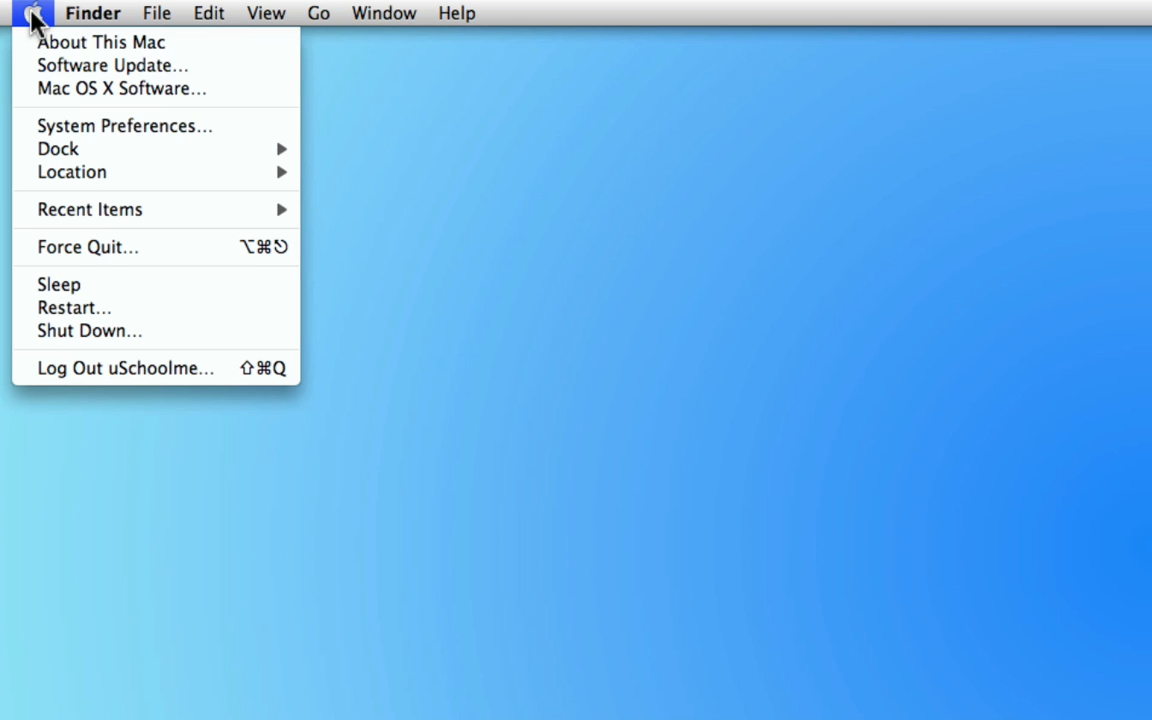 Finder File Edit View Go Window Help
About This Mac
Software Update...
Mac OS X Software...
System Preferences...
Dock
Location
Recent Items
Force Quit... ⌥⌘⎋
Sleep
Restart...
Shut Down...
Log Out uSchoolme... ⇧⌘Q